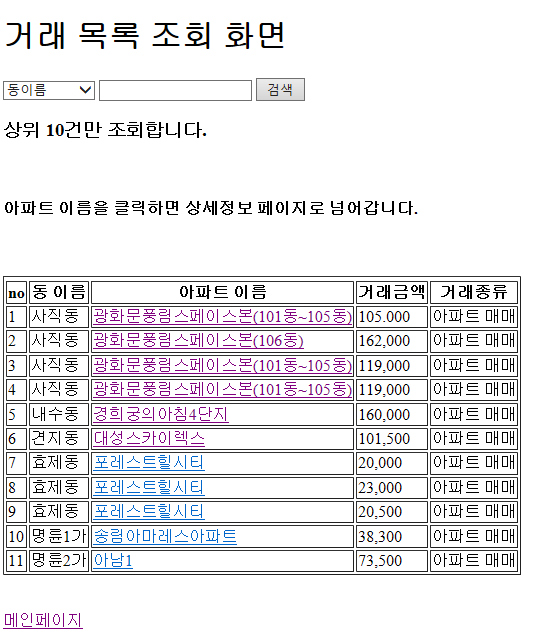 거래 목록 조회 화면
동이름 검색
상위 10건만 조회합니다.
아파트 이름을 클릭하면 상세정보 페이지로 넘어갑니다.
no 동 이름 아파트 이름 거래금액 거래종류
1 사직동 광화문풍림스페이스본(101동~105동) 105,000 아파트 매매
2 사직동 광화문풍림스페이스본(106동) 162,000 아파트 매매
3 사직동 광화문풍림스페이스본(101동~105동) 119,000 아파트 매매
4 사직동 광화문풍림스페이스본(101동~105동) 119,000 아파트 매매
5 내수동 경희궁의아침4단지 160,000 아파트 매매
6 견지동 대성스카이렉스 101,500 아파트 매매
7 효제동 포레스트힐시티 20,000 아파트 매매
8 효제동 포레스트힐시티 23,000 아파트 매매
9 효제동 포레스트힐시티 20,500 아파트 매매
10 명륜1가 송림아마레스아파트 38,300 아파트 매매
11 명륜2가 아남1 73,500 아파트 매매
메인페이지